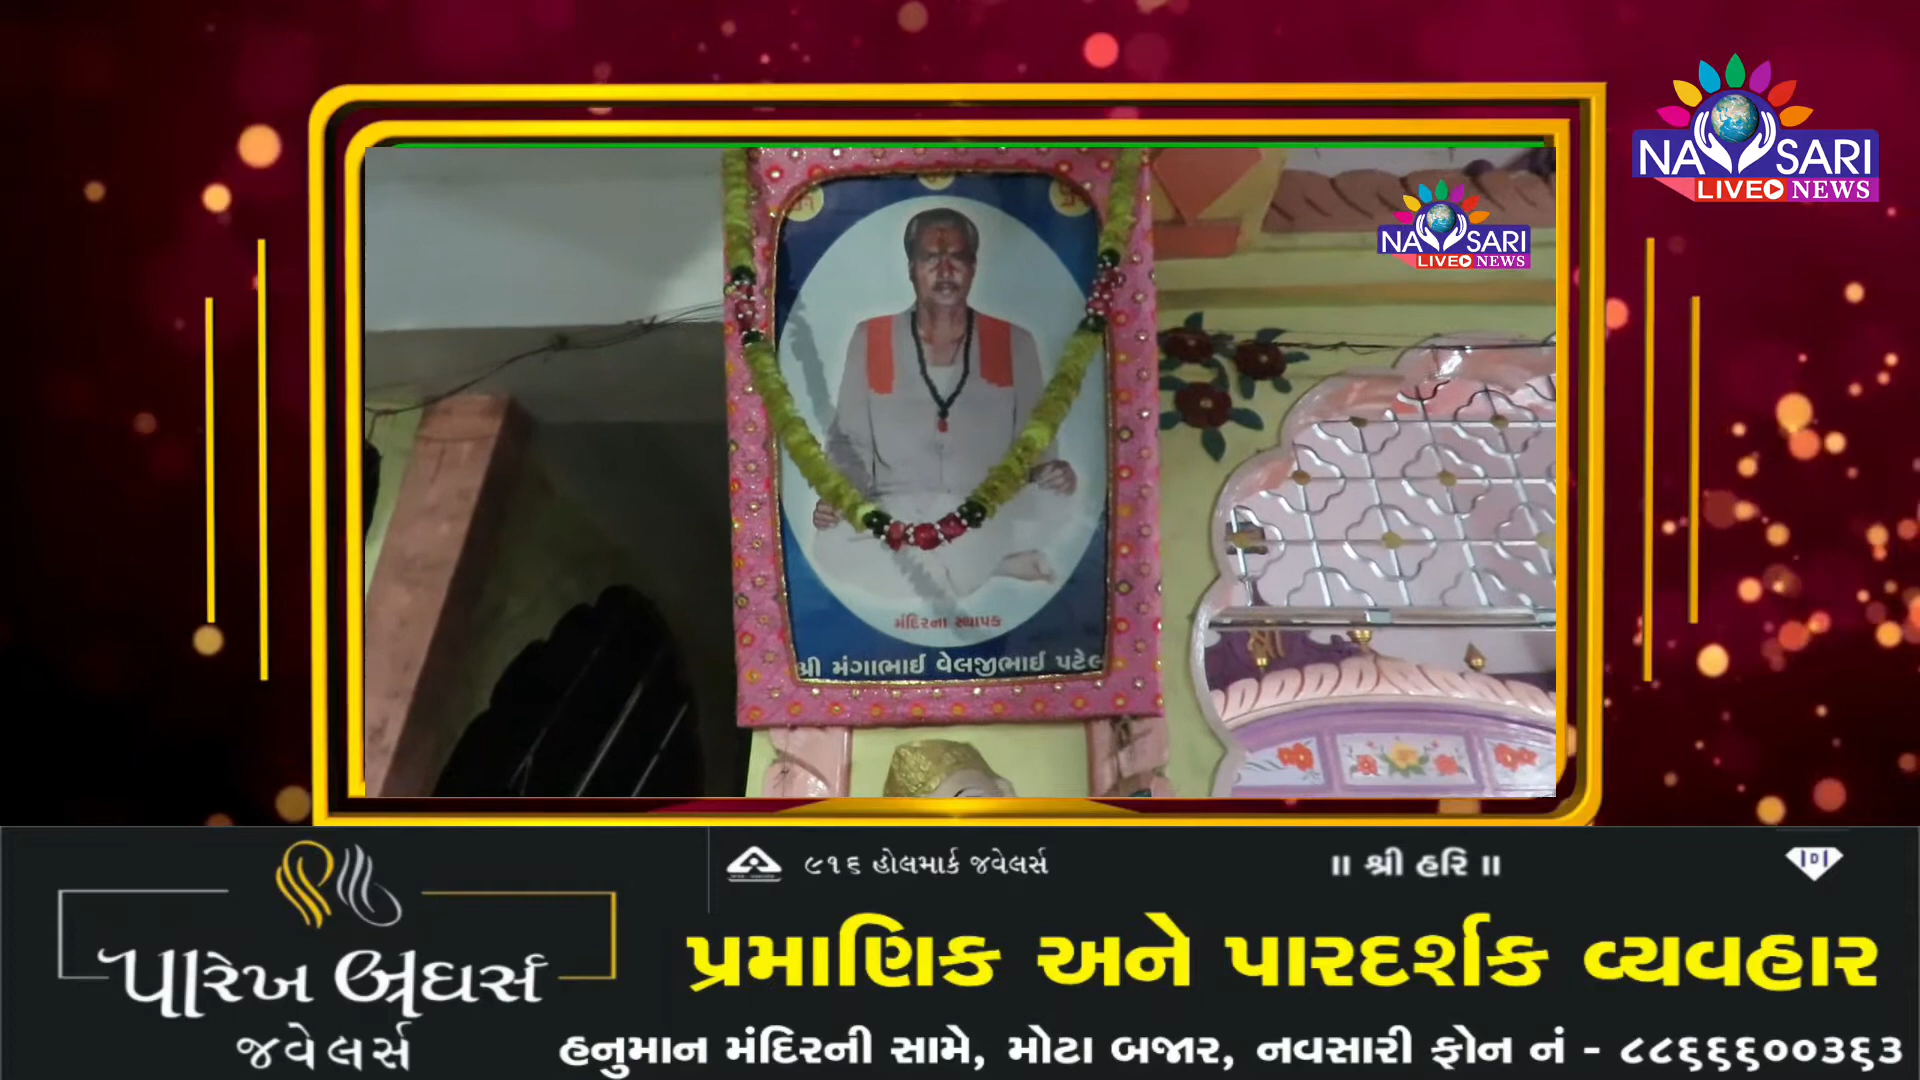 NAVSARI
LIVE NEWS
NAVSARI
LIVE NEWS
મંદિરના સ્થાપક
શ્રી મંગાભાઈ વેલજીભાઈ પટેલ
શ્રી
૯૧૬ હોલમાર્ક જવેલર્સ
॥ શ્રી હરિ ॥
પારેખ બ્રધર્સ
જવેલર્સ
પ્રમાણિક અને પારદર્શક વ્યવહાર
હનુમાન મંદિરની સામે, મોટા બજાર, નવસારી ફોન નં - ૮૮૬૬૬૦૦૩૬૩